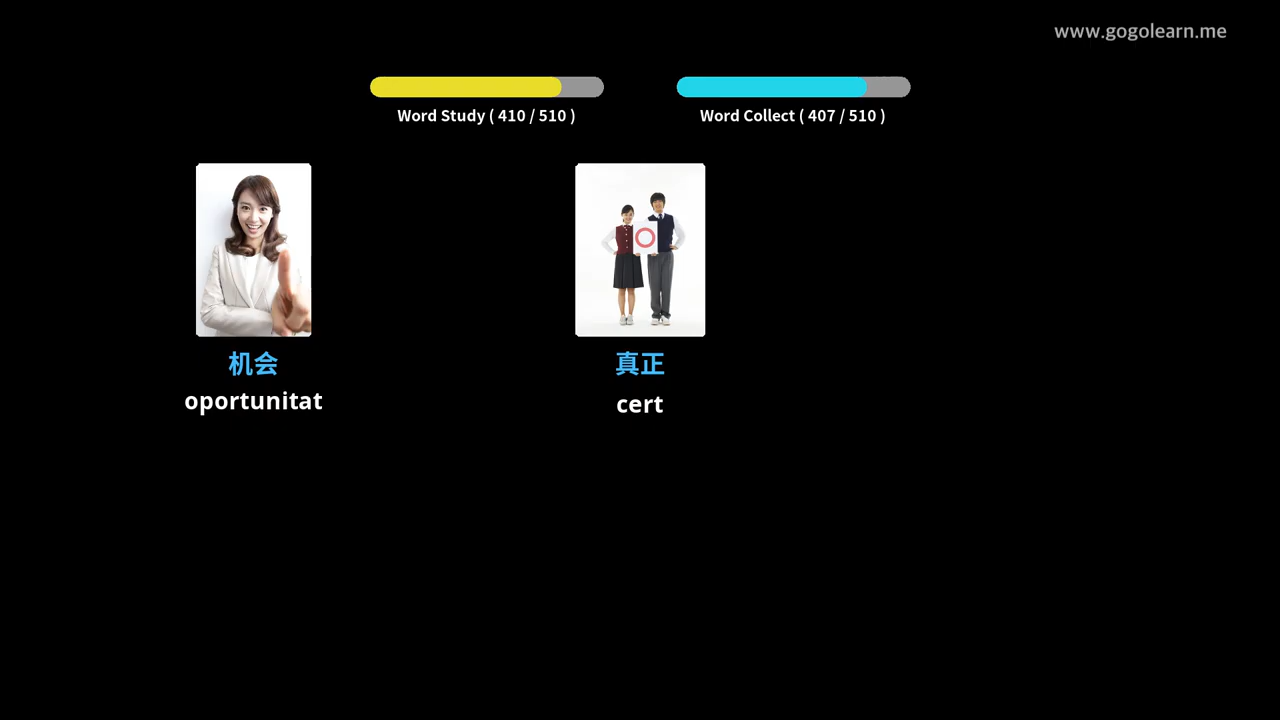 www.gogolearn.me
Word Study ( 410 / 510 )
Word Collect ( 407 / 510 )
机会
oportunitat
真正
cert